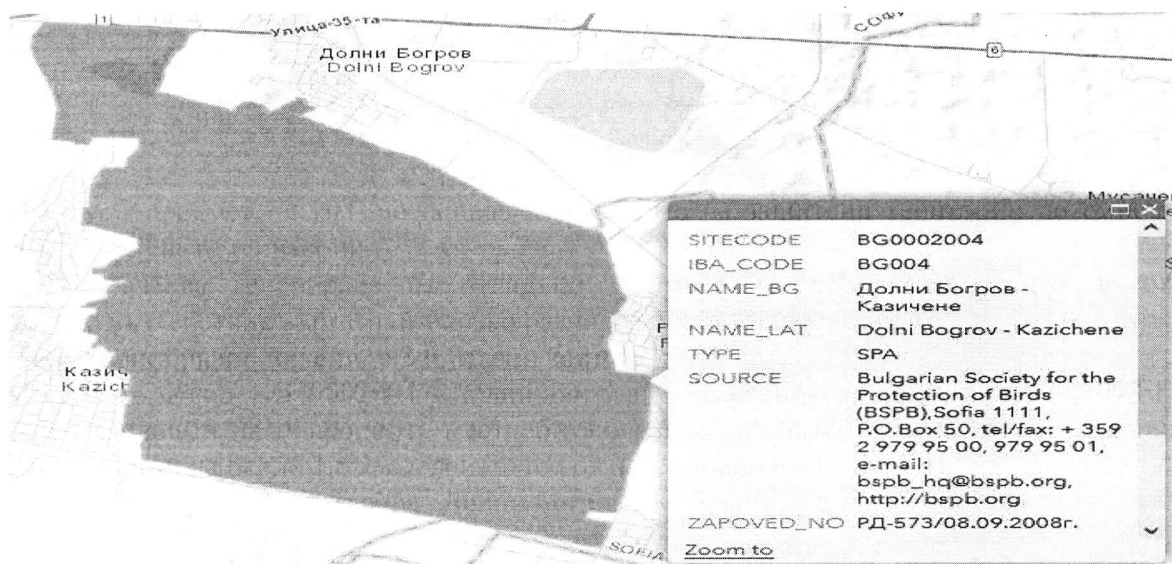 1
Улица-35-та
Долни Богров
Dolni Bogrov
6
SITECODE BG0002004
IBA_CODE BG004
NAME_BG Долни Богров -
Казичене
NAME_LAT Dolni Bogrov - Kazichene
TYPE SPA
SOURCE Bulgarian Society for the
Protection of Birds
(BSPB),Sofia 1111,
P.O.Box 50, tel/fax: + 359
2 979 95 00, 979 95 01,
e-mail:
bspb_hq@bspb.org,
http://bspb.org
ZAPOVED_NO РД-573/08.09.2008г.
Zoom to
SOFIA